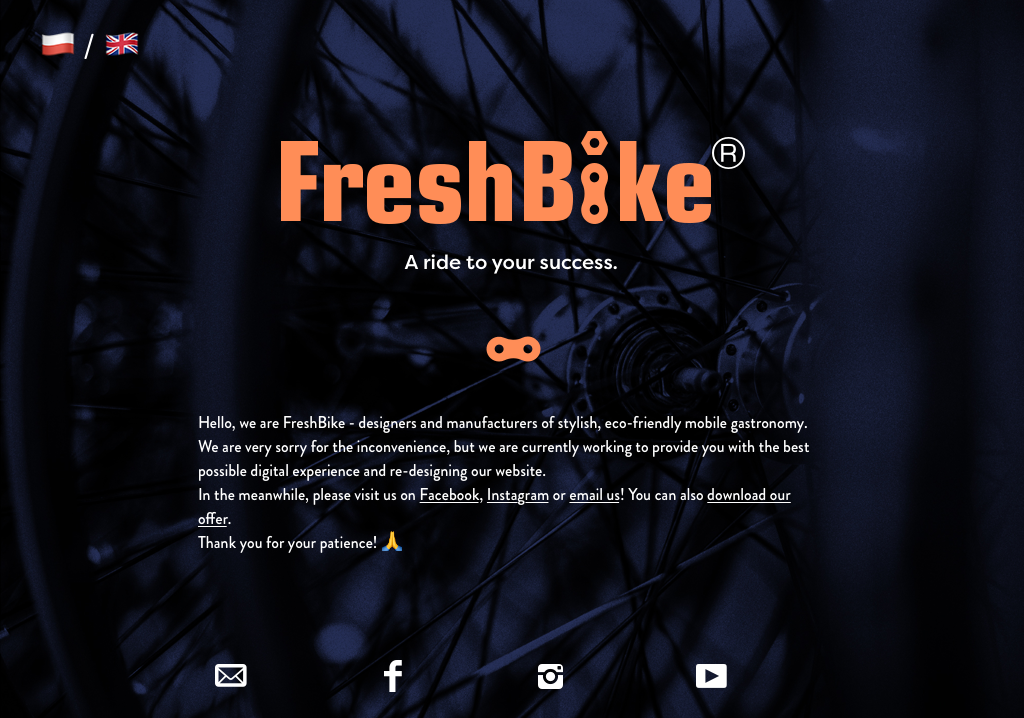 /
FreshBike®
A ride to your success.
Hello, we are FreshBike - designers and manufacturers of stylish, eco-friendly mobile gastronomy.
We are very sorry for the inconvenience, but we are currently working to provide you with the best
possible digital experience and re-designing our website.
In the meanwhile, please visit us on Facebook, Instagram or email us! You can also download our
offer.
Thank you for your patience! 🙏